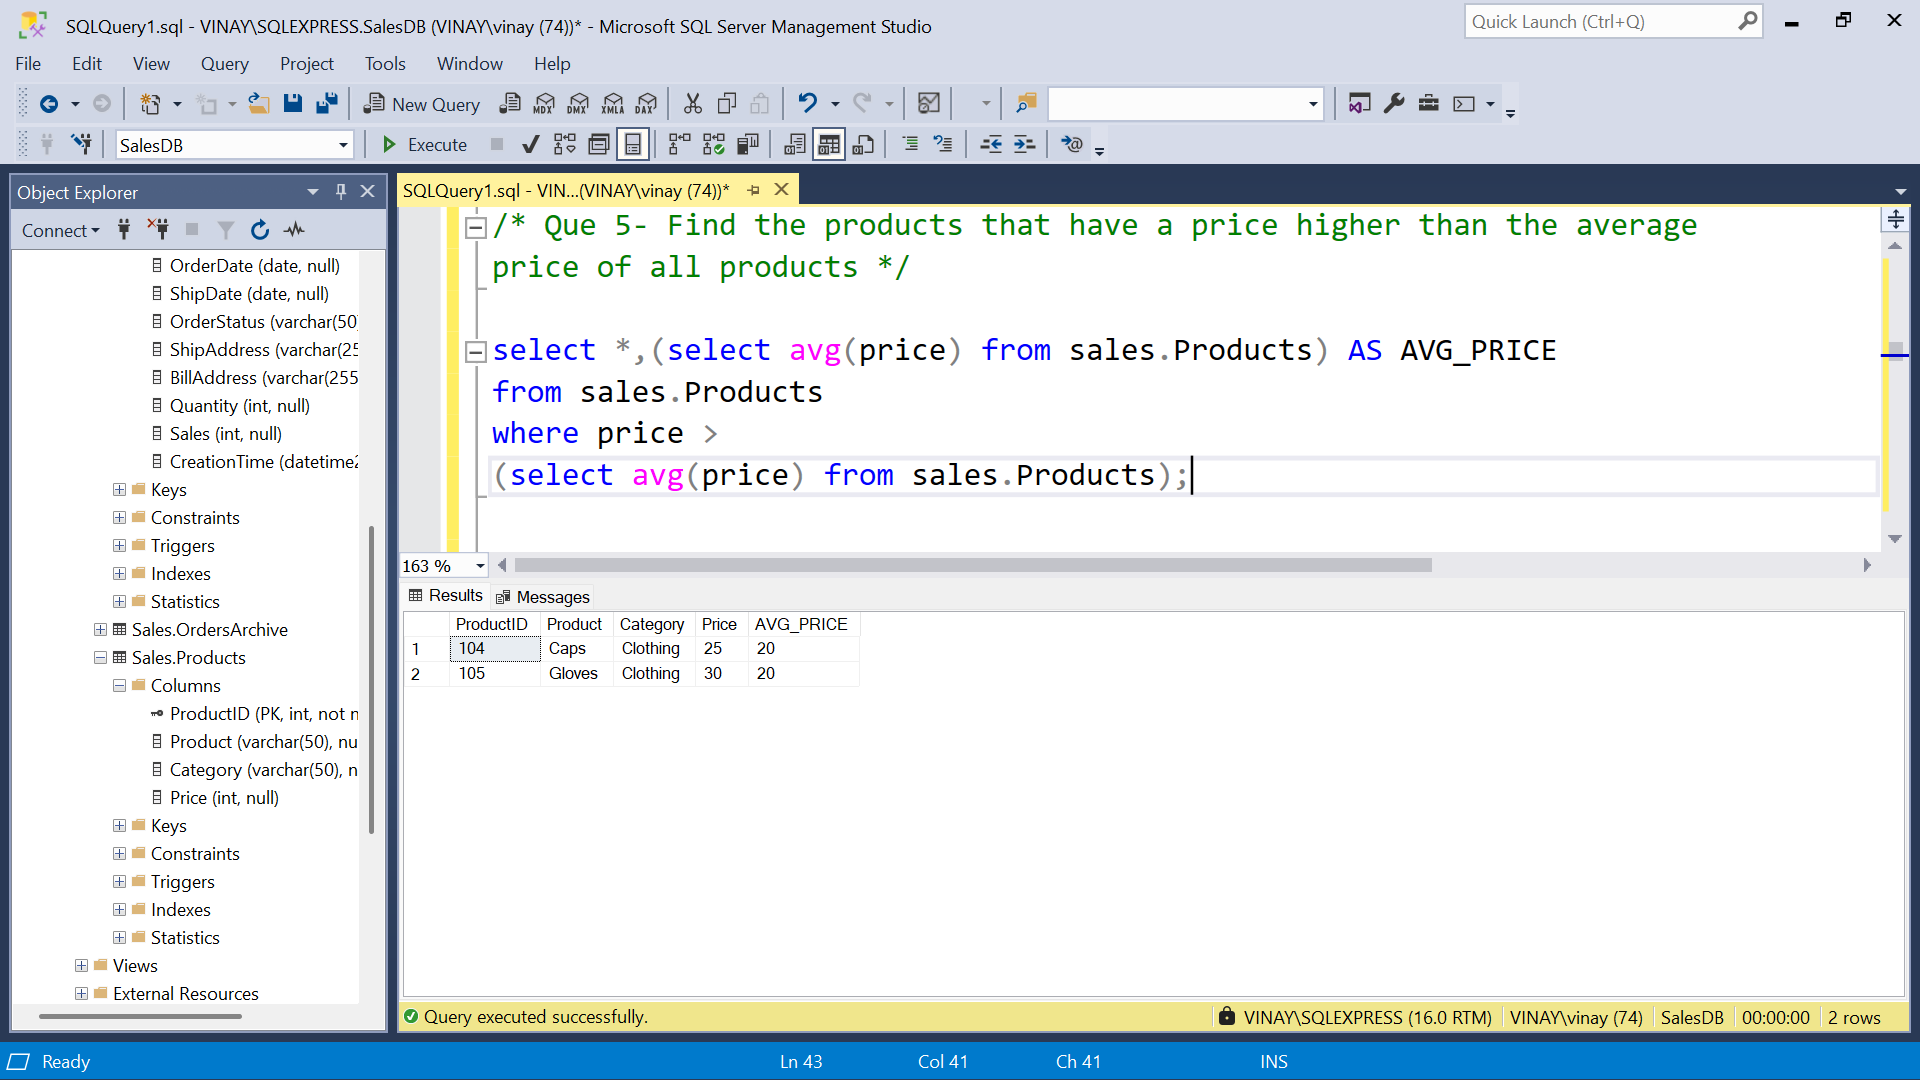 SQLQuery1.sql - VINAY\SQLEXPRESS.SalesDB (VINAY\vinay (74))* - Microsoft SQL Server Management Studio
Quick Launch (Ctrl+Q)
File Edit View Query Project Tools Window Help
New Query MDX DMX XMLA DAX
SalesDB Execute
Object Explorer
Connect
OrderDate (date, null)
ShipDate (date, null)
OrderStatus (varchar(50
ShipAddress (varchar(25
BillAddress (varchar(255
Quantity (int, null)
Sales (int, null)
CreationTime (datetime2
Keys
Constraints
Triggers
Indexes
Statistics
Sales.OrdersArchive
Sales.Products
Columns
ProductID (PK, int, not n
Product (varchar(50), nu
Category (varchar(50), n
Price (int, null)
Keys
Constraints
Triggers
Indexes
Statistics
Views
External Resources
SQLQuery1.sql - VIN...(VINAY\vinay (74))*
/* Que 5- Find the products that have a price higher than the average
price of all products */
select *,(select avg(price) from sales.Products) AS AVG_PRICE
from sales.Products
where price >
(select avg(price) from sales.Products);
163 %
Results Messages
ProductID Product Category Price AVG_PRICE
1 104 Caps Clothing 25 20
2 105 Gloves Clothing 30 20
Query executed successfully. VINAY\SQLEXPRESS (16.0 RTM) VINAY\vinay (74) SalesDB 00:00:00 2 rows
Ready Ln 43 Col 41 Ch 41 INS